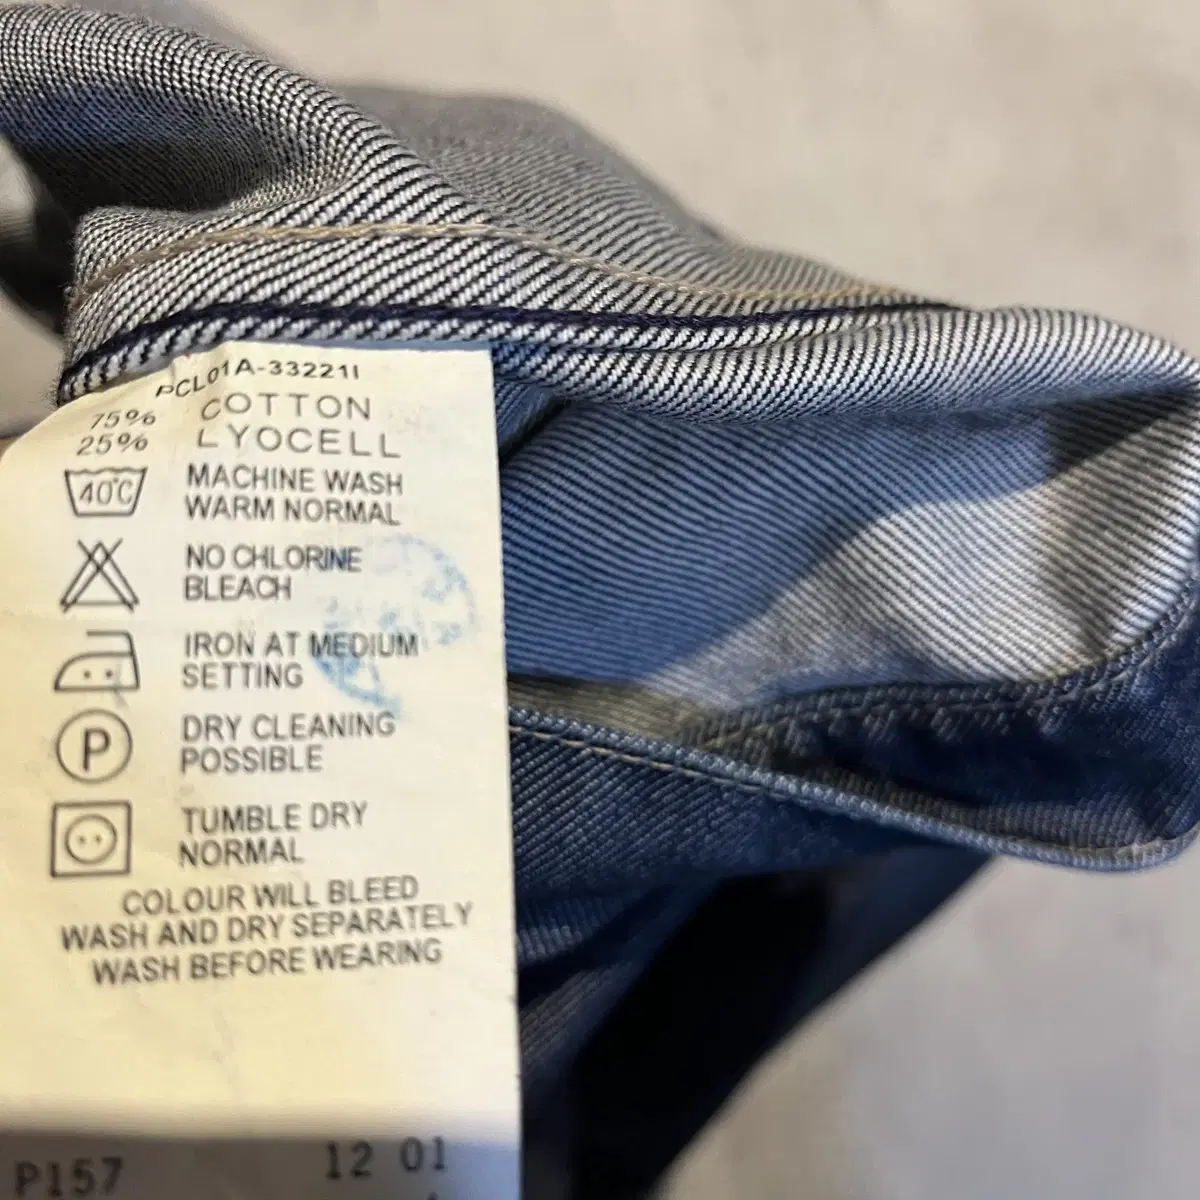 PCL01A-33221I
75% COTTON
25% LYOCELL
40°C MACHINE WASH
WARM NORMAL
NO CHLORINE
BLEACH
IRON AT MEDIUM
SETTING
P DRY CLEANING
POSSIBLE
TUMBLE DRY
NORMAL
COLOUR WILL BLEED
WASH AND DRY SEPARATELY
WASH BEFORE WEARING
P157 12 01